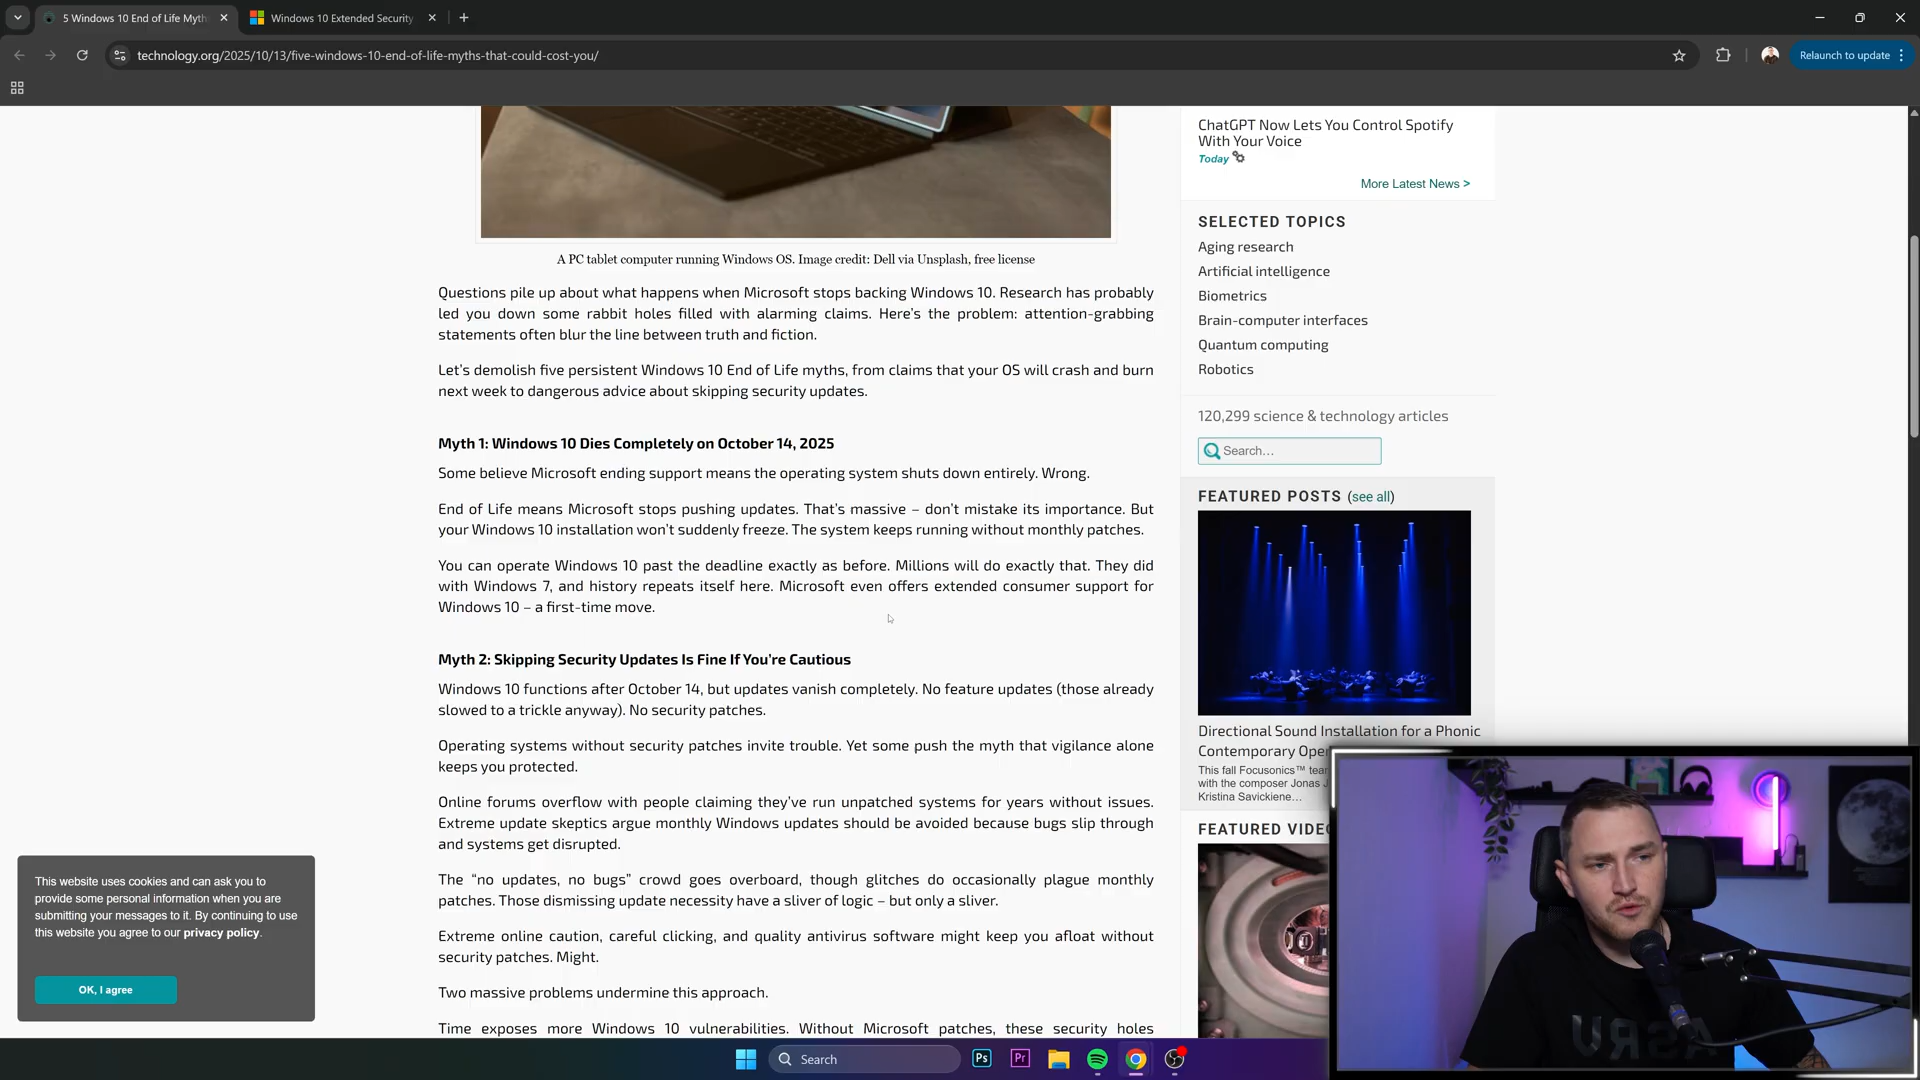 5 Windows 10 End of Life Myth
Windows 10 Extended Security
technology.org/2025/10/13/five-windows-10-end-of-life-myths-that-could-cost-you/
Relaunch to update
A PC tablet computer running Windows OS. Image credit: Dell via Unsplash, free license
Questions pile up about what happens when Microsoft stops backing Windows 10. Research has probably
led you down some rabbit holes filled with alarming claims. Here's the problem: attention-grabbing
statements often blur the line between truth and fiction.
Let's demolish five persistent Windows 10 End of Life myths, from claims that your OS will crash and burn
next week to dangerous advice about skipping security updates.
Myth 1: Windows 10 Dies Completely on October 14, 2025
Some believe Microsoft ending support means the operating system shuts down entirely. Wrong.
End of Life means Microsoft stops pushing updates. That's massive – don't mistake its importance. But
your Windows 10 installation won't suddenly freeze. The system keeps running without monthly patches.
You can operate Windows 10 past the deadline exactly as before. Millions will do exactly that. They did
with Windows 7, and history repeats itself here. Microsoft even offers extended consumer support for
Windows 10 – a first-time move.
Myth 2: Skipping Security Updates Is Fine If You're Cautious
Windows 10 functions after October 14, but updates vanish completely. No feature updates (those already
slowed to a trickle anyway). No security patches.
Operating systems without security patches invite trouble. Yet some push the myth that vigilance alone
keeps you protected.
Online forums overflow with people claiming they've run unpatched systems for years without issues.
Extreme update skeptics argue monthly Windows updates should be avoided because bugs slip through
and systems get disrupted.
The "no updates, no bugs" crowd goes overboard, though glitches do occasionally plague monthly
patches. Those dismissing update necessity have a sliver of logic – but only a sliver.
Extreme online caution, careful clicking, and quality antivirus software might keep you afloat without
security patches. Might.
Two massive problems undermine this approach.
Time exposes more Windows 10 vulnerabilities. Without Microsoft patches, these security holes
ChatGPT Now Lets You Control Spotify
With Your Voice
Today
More Latest News >
SELECTED TOPICS
Aging research
Artificial intelligence
Biometrics
Brain-computer interfaces
Quantum computing
Robotics
120,299 science & technology articles
Search...
FEATURED POSTS (see all)
Directional Sound Installation for a Phonic
Contemporary Ope
This fall Focusonics™ tea
with the composer Jonas J
Kristina Savickiene...
FEATURED VIDE
This website uses cookies and can ask you to
provide some personal information when you are
submitting your messages to it. By continuing to use
this website you agree to our privacy policy.
OK, I agree
Search
Ps
Pr